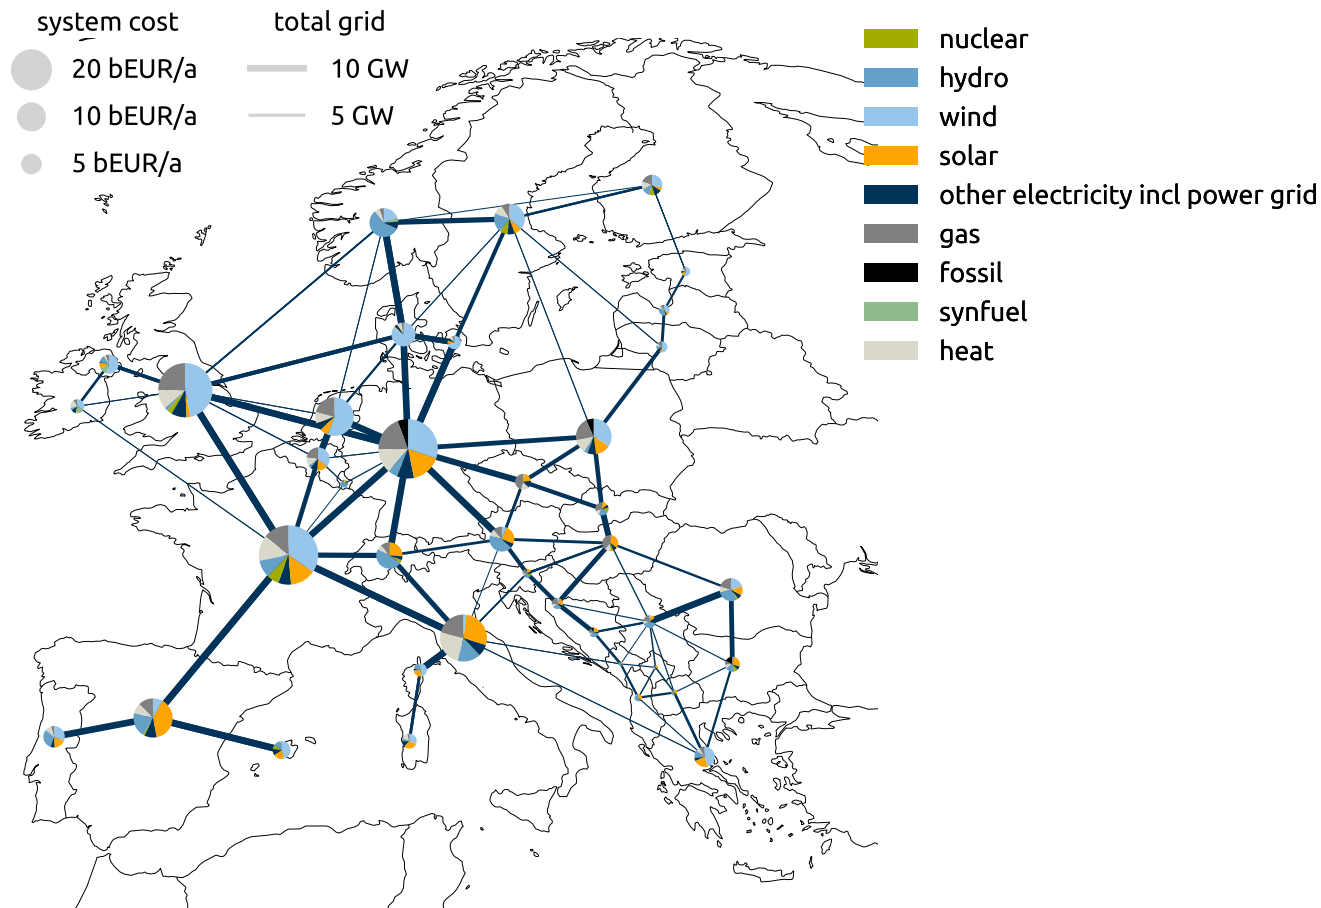 system cost
20 bEUR/a
10 bEUR/a
5 bEUR/a
total grid
10 GW
5 GW
nuclear
hydro
wind
solar
other electricity incl power grid
gas
fossil
synfuel
heat